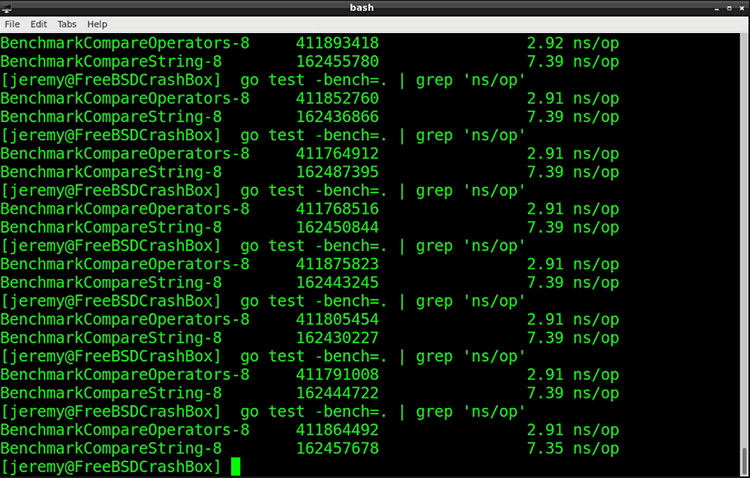 bash
File Edit Tabs Help
BenchmarkCompareOperators-8 411893418 2.92 ns/op
BenchmarkCompareString-8 162455780 7.39 ns/op
[jeremy@FreeBSDCrashBox] go test -bench=. | grep 'ns/op'
BenchmarkCompareOperators-8 411852760 2.91 ns/op
BenchmarkCompareString-8 162436866 7.39 ns/op
[jeremy@FreeBSDCrashBox] go test -bench=. | grep 'ns/op'
BenchmarkCompareOperators-8 411764912 2.91 ns/op
BenchmarkCompareString-8 162487395 7.39 ns/op
[jeremy@FreeBSDCrashBox] go test -bench=. | grep 'ns/op'
BenchmarkCompareOperators-8 411768516 2.91 ns/op
BenchmarkCompareString-8 162450844 7.39 ns/op
[jeremy@FreeBSDCrashBox] go test -bench=. | grep 'ns/op'
BenchmarkCompareOperators-8 411875823 2.91 ns/op
BenchmarkCompareString-8 162443245 7.39 ns/op
[jeremy@FreeBSDCrashBox] go test -bench=. | grep 'ns/op'
BenchmarkCompareOperators-8 411805454 2.91 ns/op
BenchmarkCompareString-8 162430227 7.39 ns/op
[jeremy@FreeBSDCrashBox] go test -bench=. | grep 'ns/op'
BenchmarkCompareOperators-8 411791008 2.91 ns/op
BenchmarkCompareString-8 162444722 7.39 ns/op
[jeremy@FreeBSDCrashBox] go test -bench=. | grep 'ns/op'
BenchmarkCompareOperators-8 411864492 2.91 ns/op
BenchmarkCompareString-8 162457678 7.35 ns/op
[jeremy@FreeBSDCrashBox]